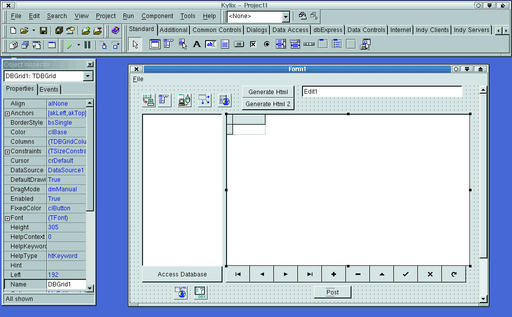 Kylix - Project1
File Edit Search View Project Run Component Tools Help <None>
Standard Additional Common Controls Dialogs Data Access dbExpress Data Controls Internet Indy Clients Indy Servers
Object Inspector
DBGrid1: TDBGrid
Properties Events
Align alNone
Anchors [akLeft,akTop]
BorderStyle bsSingle
Color clBase
Columns (TDBGridColu
Constraints (TSizeConstra
Cursor crDefault
DataSource DataSource1
DefaultDrawi True
DragMode dmManual
Enabled True
FixedColor clButton
Font (TFont)
Height 305
HelpContext 0
HelpKeyword
HelpType htKeyword
Hint
Left 192
Name DBGrid1
All shown
Form1
File
Generate Html
Edit1
Generate Html 2
Access Database
Post